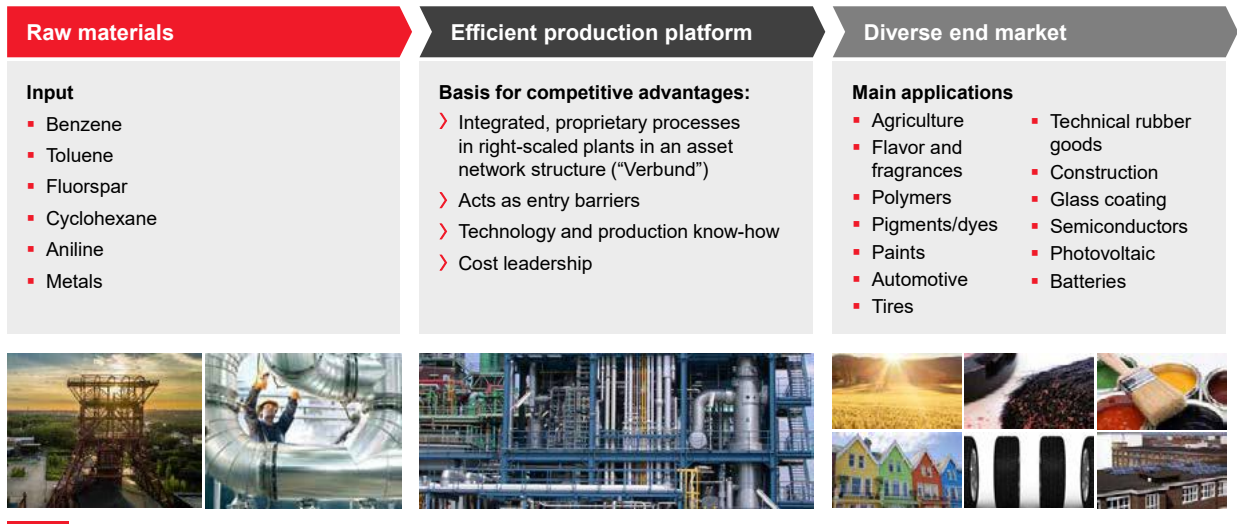 Raw materials
Efficient production platform
Diverse end market
Input
Benzene
Toluene
Fluorspar
Cyclohexane
Aniline
Metals
Basis for competitive advantages:
Integrated, proprietary processes
in right-scaled plants in an asset
network structure (“Verbund”)
Acts as entry barriers
Technology and production know-how
Cost leadership
Main applications
Agriculture
Flavor and
fragrances
Polymers
Pigments/dyes
Paints
Automotive
Tires
Technical rubber
goods
Construction
Glass coating
Semiconductors
Photovoltaic
Batteries